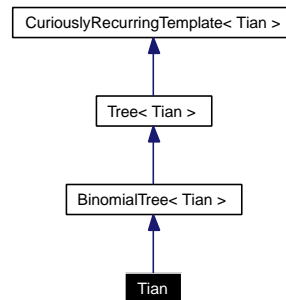 CuriouslyRecurringTemplate< Tian >
Tree< Tian >
BinomialTree< Tian >
Tian